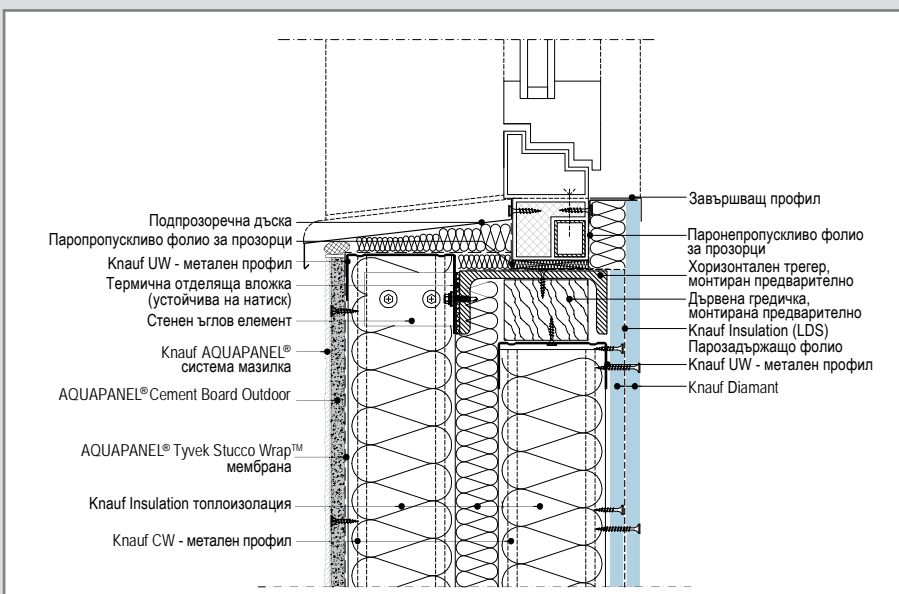 Подпрозоречна дъска
Паропропускливо фолио за прозорци
Knauf UW - метален профил
Термична отделяща вложка
(устойчива на натиск)
Стенен ъглов елемент
Knauf AQUAPANEL®
система мазилка
AQUAPANEL® Cement Board Outdoor
AQUAPANEL® Tyvek Stucco Wrap™
мембрана
Knauf Insulation топлоизолация
Knauf CW - метален профил
Завършващ профил
Паронепропускливо фолио
за прозорци
Хоризонтален трегер,
монтиран предварително
Дървена гредичка,
монтирана предварително
Knauf Insulation (LDS)
Парозадържащо фолио
Knauf UW - метален профил
Knauf Diamant